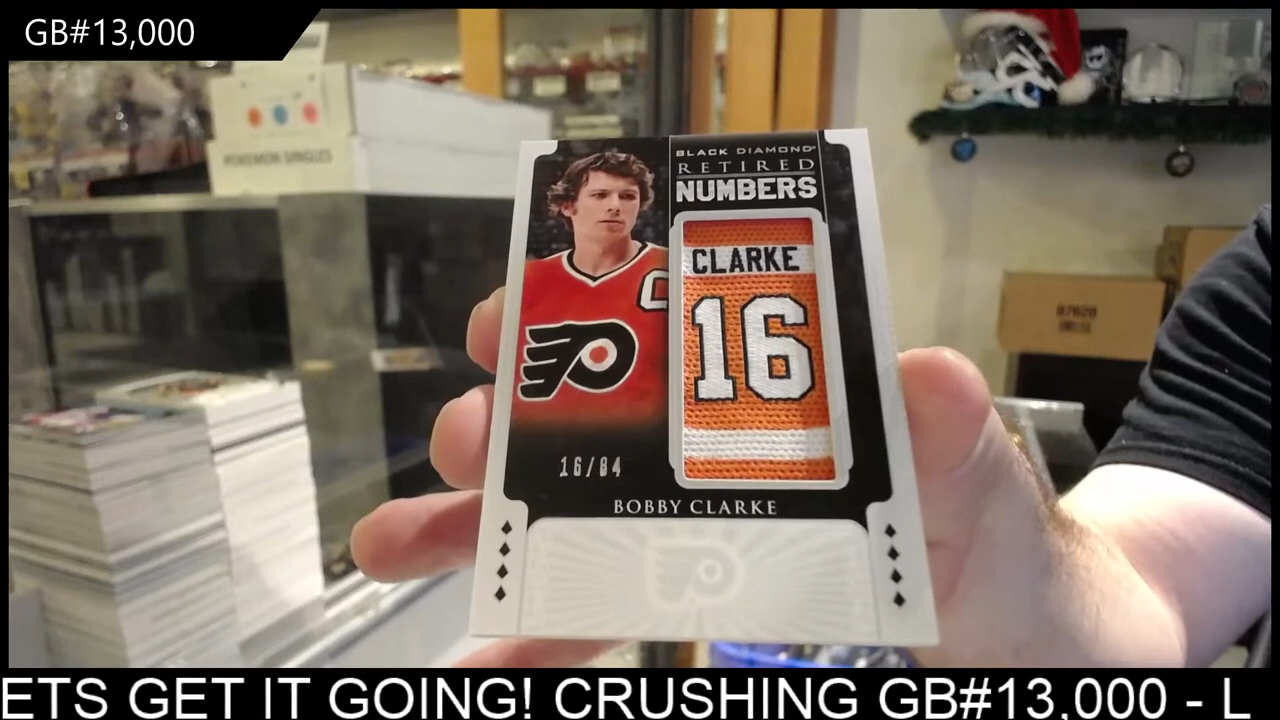 GB#13,000
POKEMON SINGLES
BLACK DIAMOND
RETIRED
NUMBERS
CLARKE
C
16
16/84
BOBBY CLARKE
ETS GET IT GOING! CRUSHING GB#13,000 - L